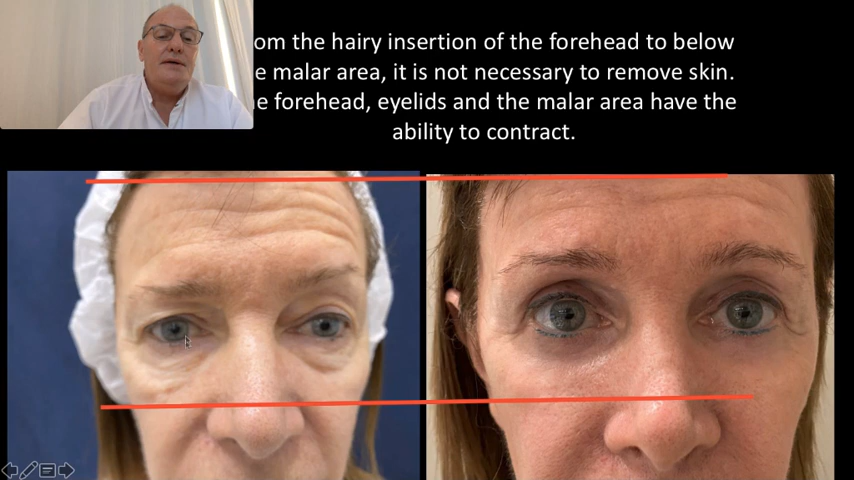 om the hairy insertion of the forehead to below
e malar area, it is not necessary to remove skin.
e forehead, eyelids and the malar area have the
ability to contract.